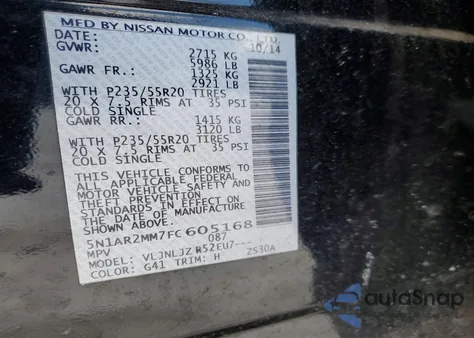 MFD BY NISSAN MOTOR CO., LTD.
DATE: 10/14
GVWR: 2715 KG
5986 LB
GAWR FR.: 1325 KG
2921 LB
WITH P235/55R20 TIRES
20 X 7.5 RIMS AT 35 PSI
COLD SINGLE
GAWR RR.: 1415 KG
3120 LB
WITH P235/55R20 TIRES
20 X 7.5 RIMS AT 35 PSI
COLD SINGLE
THIS VEHICLE CONFORMS TO
ALL APPLICABLE FEDERAL
MOTOR VEHICLE SAFETY AND
THEFT PREVENTION
STANDARDS IN EFFECT ON
THE DATE OF MANUFACTURE
SHOWN ABOVE.
5N1AR2MM7FC605168
MPV 087
MODEL: VLJNLJZ R52EU7---
COLOR: G41 TRIM: H ZS30A
autoSnap